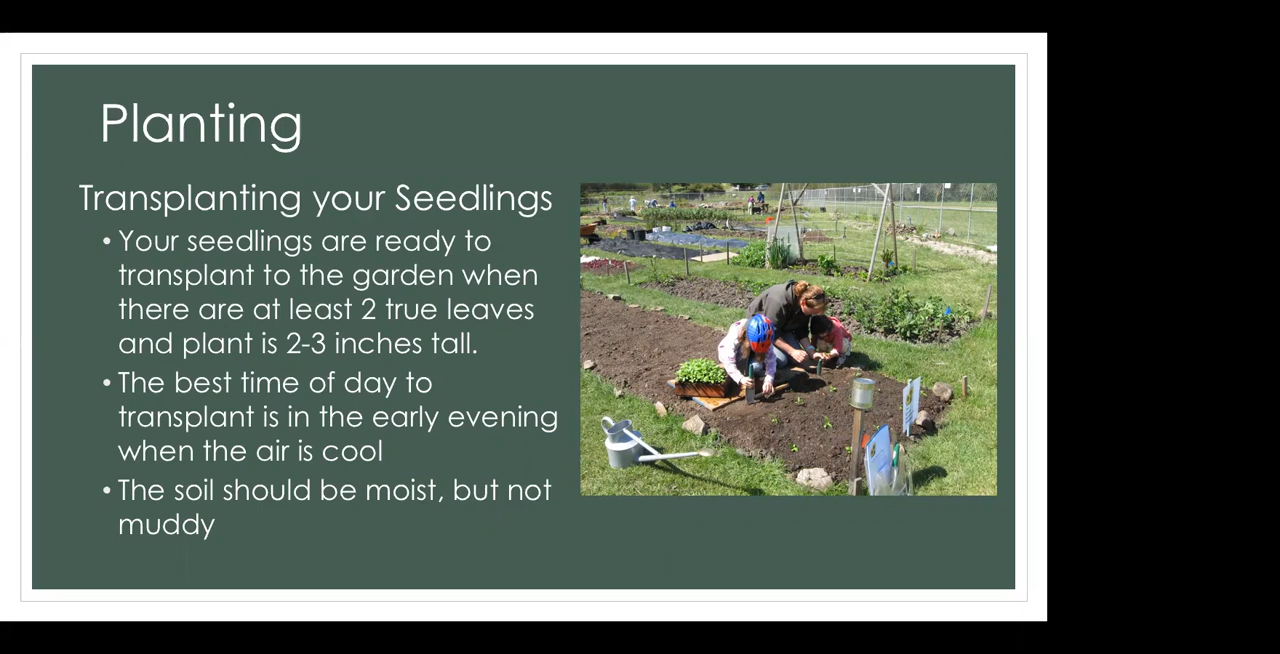 Planting
Transplanting your Seedlings
• Your seedlings are ready to
transplant to the garden when
there are at least 2 true leaves
and plant is 2-3 inches tall.
• The best time of day to
transplant is in the early evening
when the air is cool
• The soil should be moist, but not
muddy